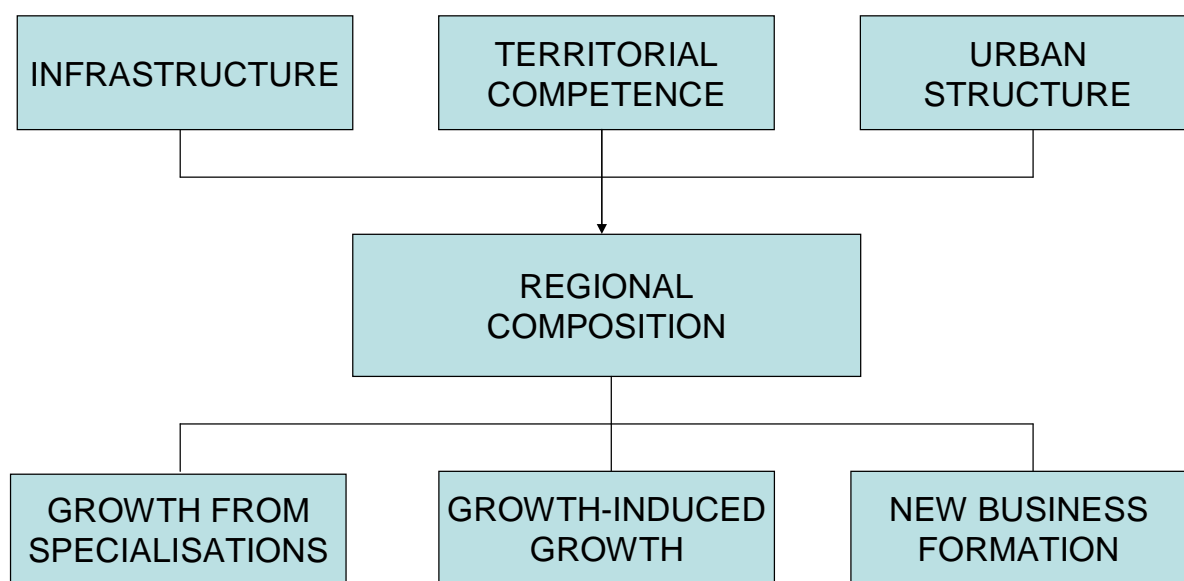 INFRASTRUCTURE
TERRITORIAL
COMPETENCE
URBAN
STRUCTURE
REGIONAL
COMPOSITION
GROWTH FROM
SPECIALISATIONS
GROWTH-INDUCED
GROWTH
NEW BUSINESS
FORMATION